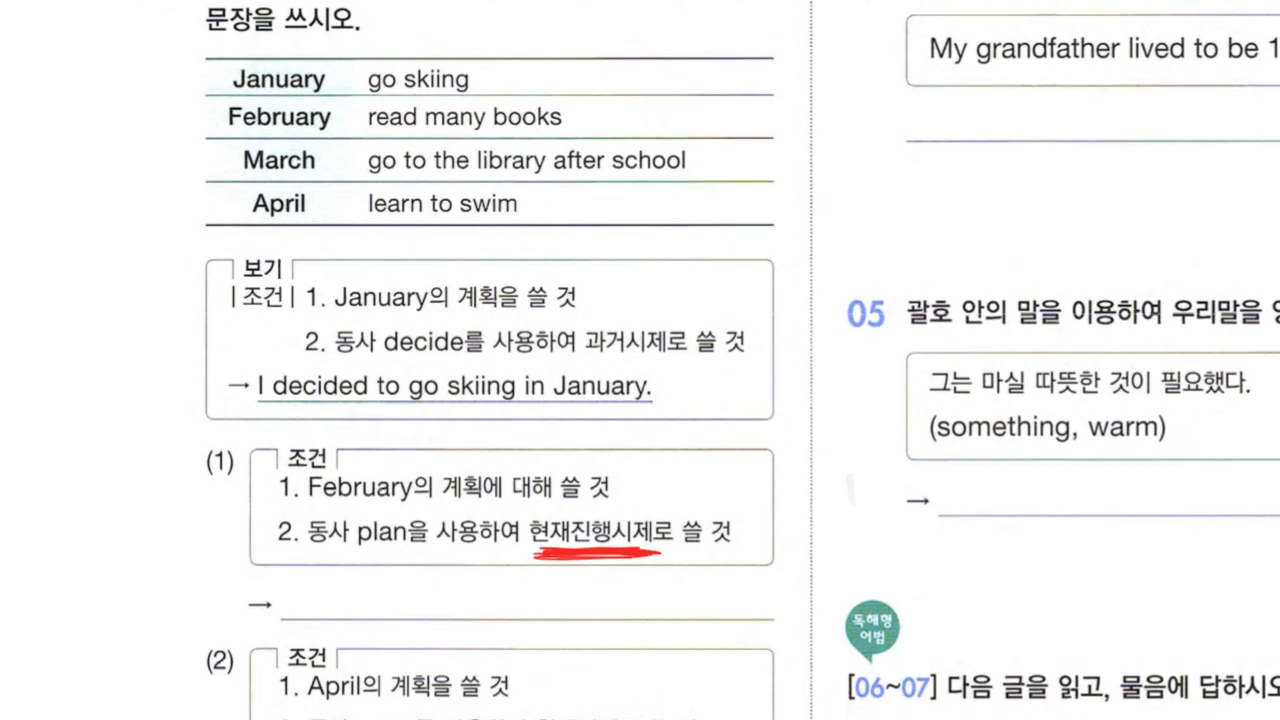 문장을 쓰시오.
January go skiing
February read many books
March go to the library after school
April learn to swim
보기
조건 1. January의 계획을 쓸 것
2. 동사 decide를 사용하여 과거시제로 쓸 것
→ I decided to go skiing in January.
(1) 조건
1. February의 계획에 대해 쓸 것
2. 동사 plan을 사용하여 현재진행시제로 쓸 것
→
(2) 조건
1. April의 계획을 쓸 것
My grandfather lived to be 1
05 괄호 안의 말을 이용하여 우리말을
그는 마실 따뜻한 것이 필요했다.
(something, warm)
→
독해형
어법
[06~07] 다음 글을 읽고, 물음에 답하시오